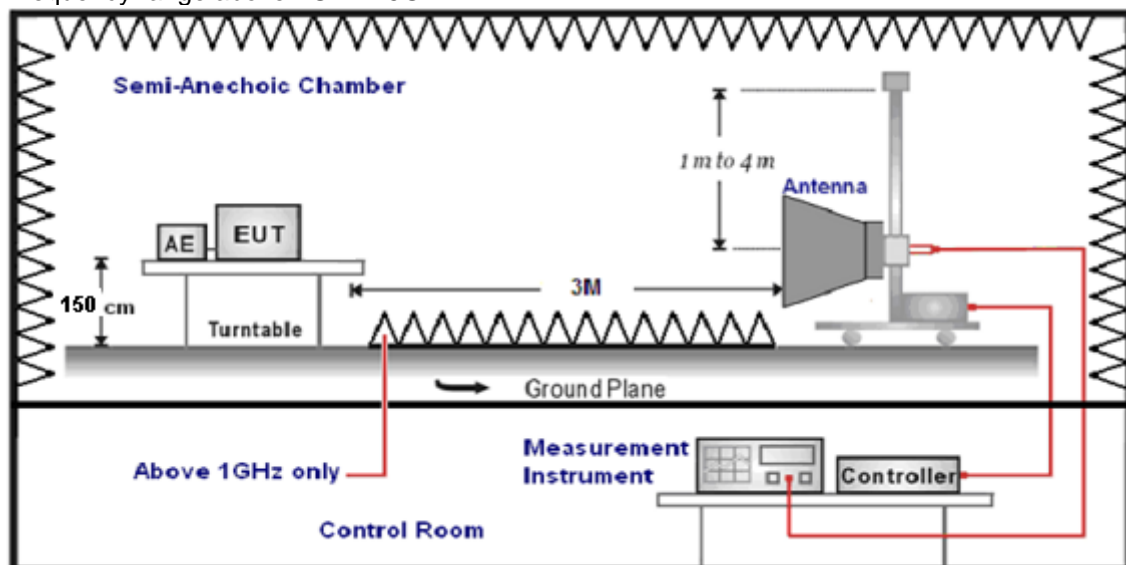 Semi-Anechoic Chamber
1 m to 4 m
Antenna
AE
EUT
150 cm
3M
Turntable
Ground Plane
Above 1GHz only
Measurement
Instrument
Controller
Control Room